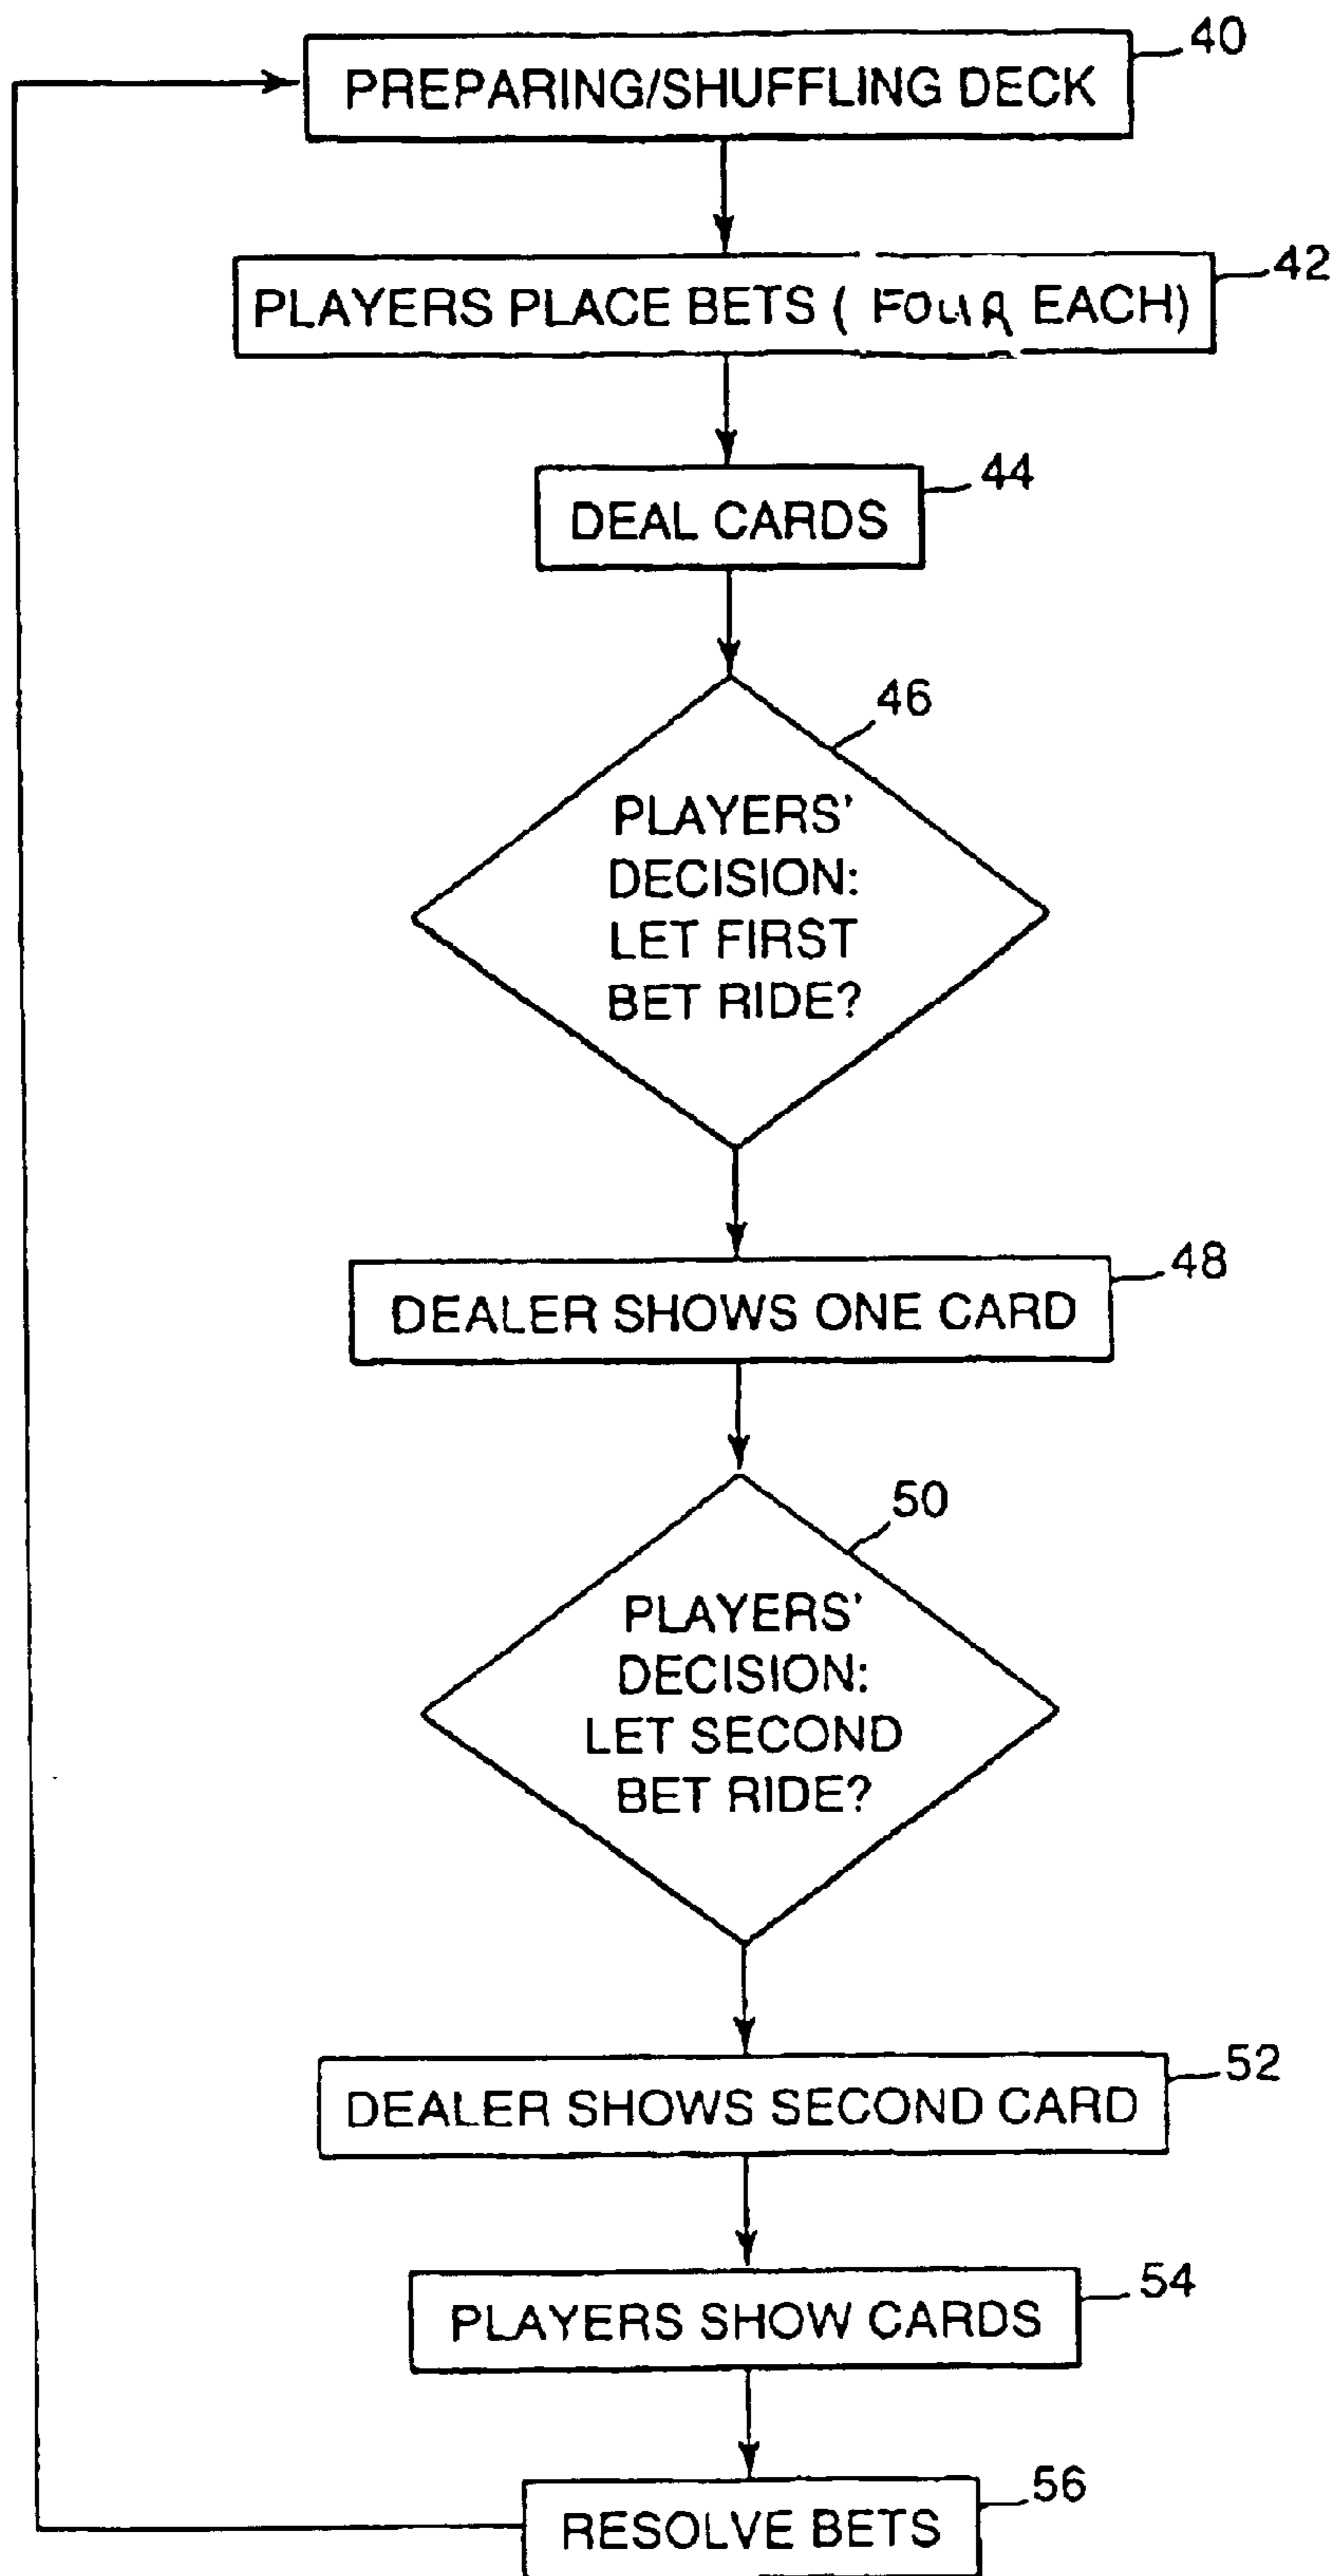 40
PREPARING/SHUFFLING DECK
42
PLAYERS PLACE BETS ( FOUR EACH)
44
DEAL CARDS
46
PLAYERS'
DECISION:
LET FIRST
BET RIDE?
48
DEALER SHOWS ONE CARD
50
PLAYERS'
DECISION:
LET SECOND
BET RIDE?
52
DEALER SHOWS SECOND CARD
54
PLAYERS SHOW CARDS
56
RESOLVE BETS